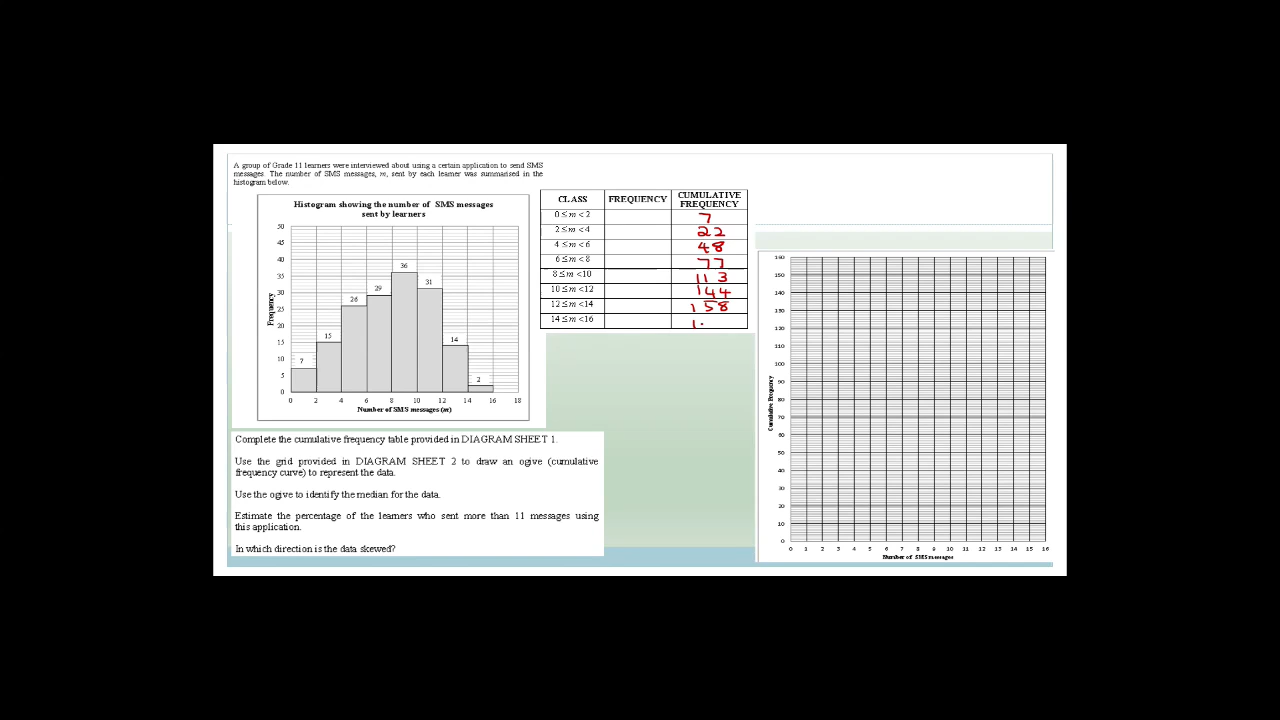 A group of Grade 11 learners were interviewed about using a certain application to send SMS
messages. The number of SMS messages, m, sent by each learner was summarised in the
histogram below.
Histogram showing the number of SMS messages
sent by learners
Frequency
50
45
40
35
30
25
20
15
10
5
0
7
15
26
29
36
31
14
2
0 2 4 6 8 10 12 14 16 18
Number of SMS messages (m)
CLASS FREQUENCY CUMULATIVE FREQUENCY
0 ≤ m < 2 7
2 ≤ m < 4 22
4 ≤ m < 6 48
6 ≤ m < 8 77
8 ≤ m <10 113
10 ≤ m <12 144
12 ≤ m <14 158
14 ≤ m <16 1
Complete the cumulative frequency table provided in DIAGRAM SHEET 1.
Use the grid provided in DIAGRAM SHEET 2 to draw an ogive (cumulative
frequency curve) to represent the data.
Use the ogive to identify the median for the data.
Estimate the percentage of the learners who sent more than 11 messages using
this application.
In which direction is the data skewed?
Cumulative Frequency
160
150
140
130
120
110
100
90
80
70
60
50
40
30
20
10
0
0 1 2 3 4 5 6 7 8 9 10 11 12 13 14 15 16
Number of SMS messages